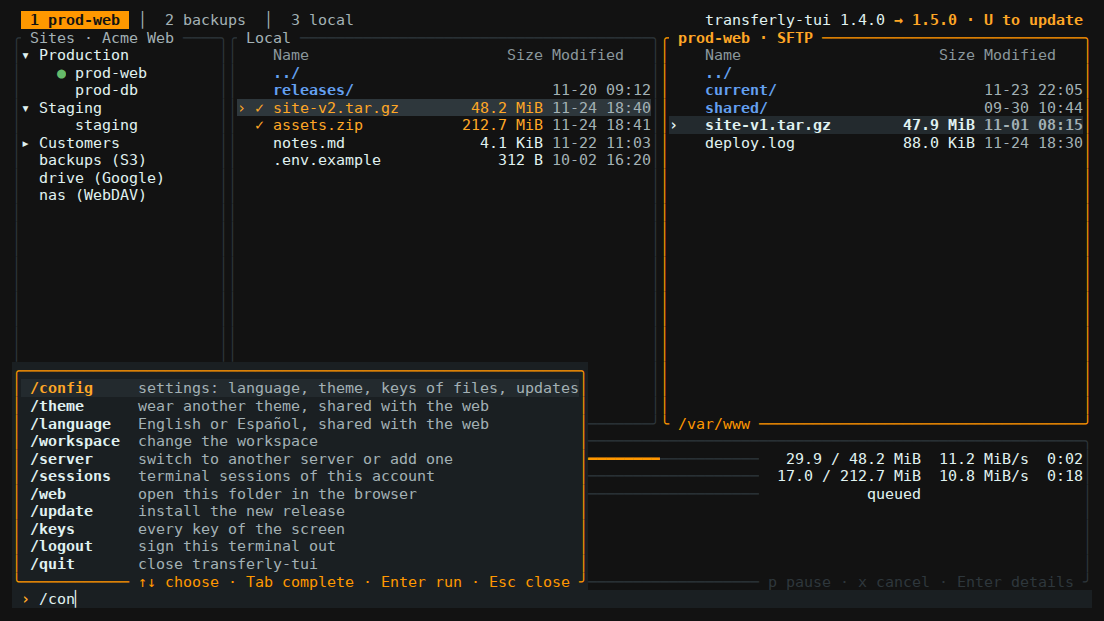 1 prod-web │ 2 backups │ 3 local transferly-tui 1.4.0 → 1.5.0 · U to update
Sites · Acme Web Local prod-web · SFTP
▾ Production Name Size Modified Name Size Modified
● prod-web ../ ../
prod-db releases/ 11-20 09:12 current/ 11-23 22:05
▾ Staging › ✓ site-v2.tar.gz 48.2 MiB 11-24 18:40 shared/ 09-30 10:44
staging ✓ assets.zip 212.7 MiB 11-24 18:41 › site-v1.tar.gz 47.9 MiB 11-01 08:15
▸ Customers notes.md 4.1 KiB 11-22 11:03 deploy.log 88.0 KiB 11-24 18:30
backups (S3) .env.example 312 B 10-02 16:20
drive (Google)
nas (WebDAV)
/config settings: language, theme, keys of files, updates
/theme wear another theme, shared with the web
/language English or Español, shared with the web /var/www
/workspace change the workspace
/server switch to another server or add one 29.9 / 48.2 MiB 11.2 MiB/s 0:02
/sessions terminal sessions of this account 17.0 / 212.7 MiB 10.8 MiB/s 0:18
/web open this folder in the browser queued
/update install the new release
/keys every key of the screen
/logout sign this terminal out
/quit close transferly-tui
↑↓ choose · Tab complete · Enter run · Esc close p pause · x cancel · Enter details
› /con